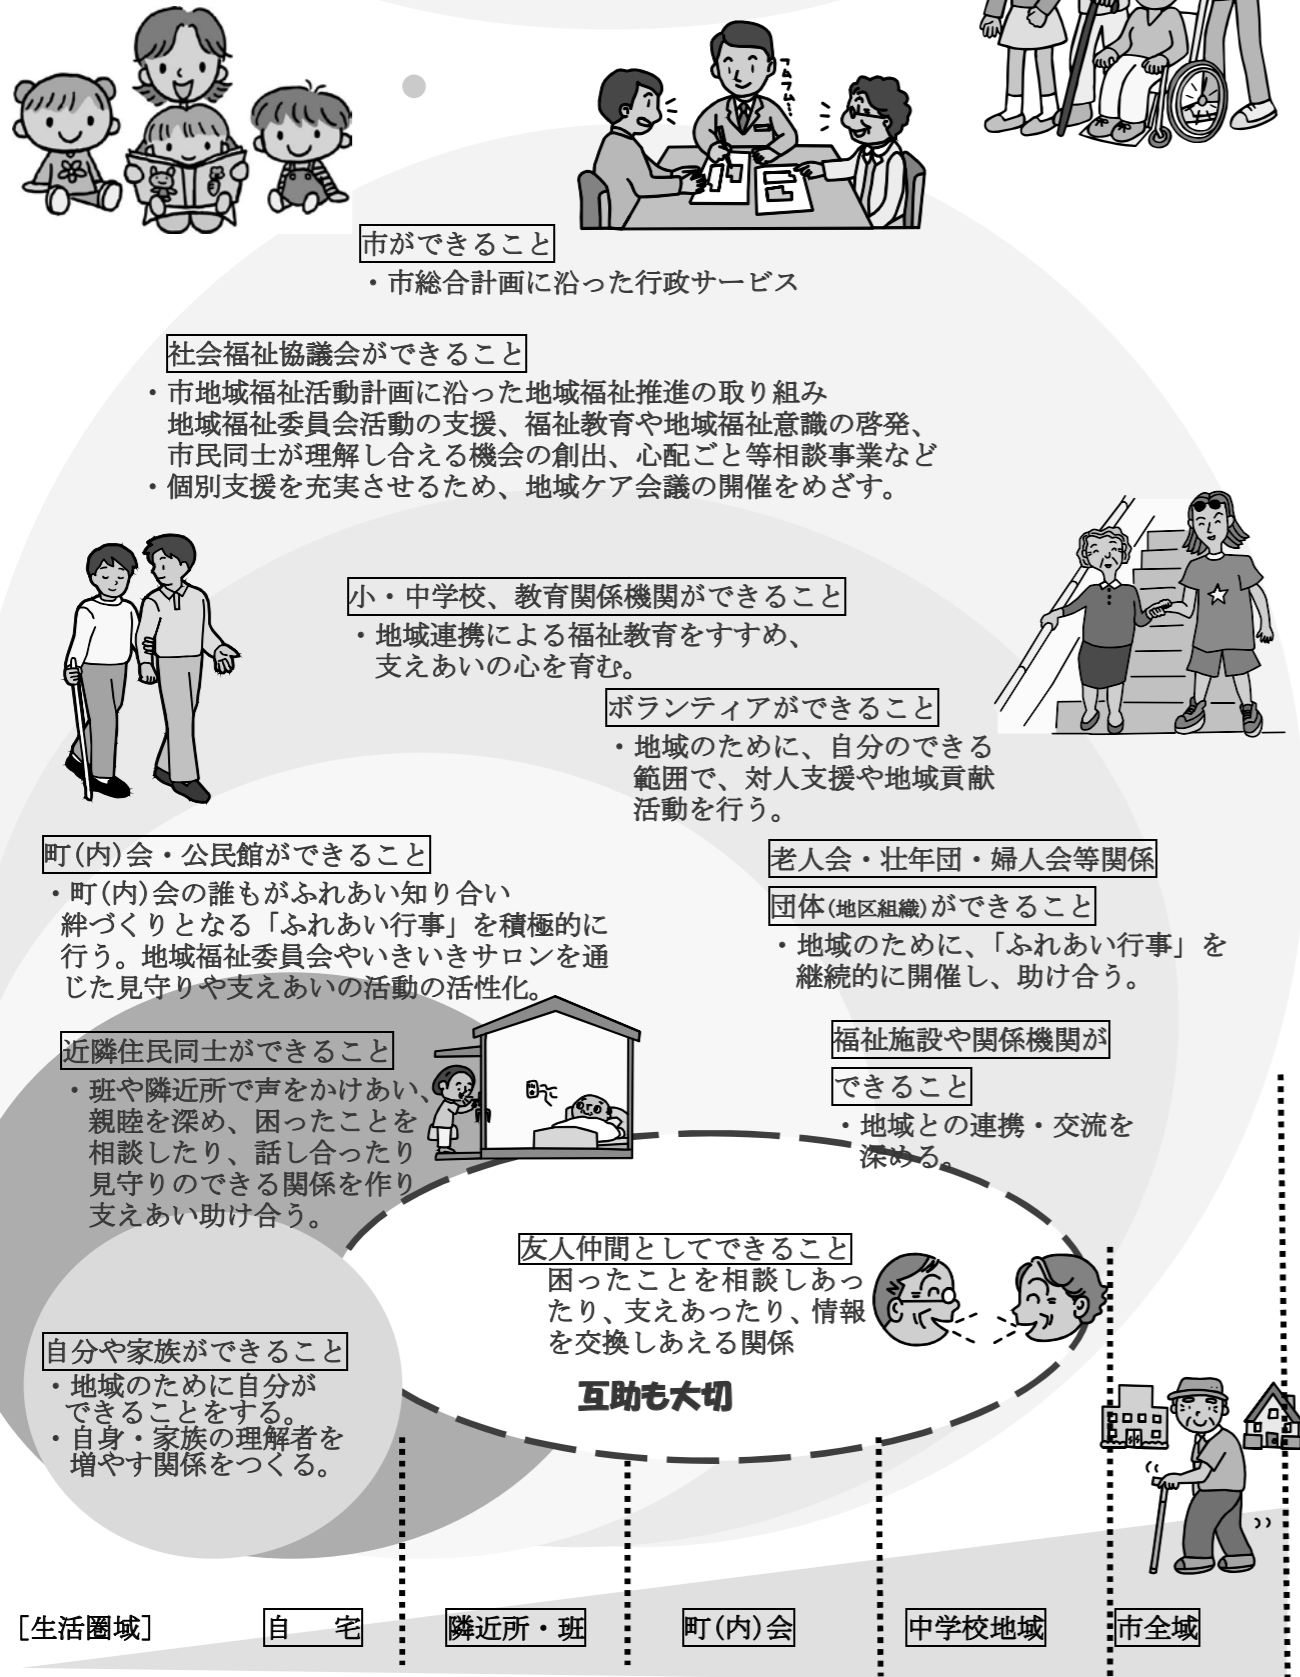 フムフム…
市ができること
・市総合計画に沿った行政サービス
社会福祉協議会ができること
・市地域福祉活動計画に沿った地域福祉推進の取り組み
地域福祉委員会活動の支援、福祉教育や地域福祉意識の啓発、
市民同士が理解し合える機会の創出、心配ごと等相談事業など
・個別支援を充実させるため、地域ケア会議の開催をめざす。
小・中学校、教育関係機関ができること
・地域連携による福祉教育をすすめ、
支えあいの心を育む。
ボランティアができること
・地域のために、自分のできる
範囲で、対人支援や地域貢献
活動を行う。
町(内)会・公民館ができること
・町(内)会の誰もがふれあい知り合い
絆づくりとなる「ふれあい行事」を積極的に
行う。地域福祉委員会やいきいきサロンを通
じた見守りや支えあいの活動の活性化。
老人会・壮年団・婦人会等関係
団体(地区組織)ができること
・地域のために、「ふれあい行事」を
継続的に開催し、助け合う。
近隣住民同士ができること
・班や隣近所で声をかけあい、
親睦を深め、困ったことを
相談したり、話し合ったり
見守りのできる関係を作り
支えあい助け合う。
福祉施設や関係機関が
できること
・地域との連携・交流を
深める。
友人仲間としてできること
困ったことを相談しあっ
たり、支えあったり、情報
を交換しあえる関係
互助も大切
自分や家族ができること
・地域のために自分が
できることをする。
・自身・家族の理解者を
増やす関係をつくる。
[生活圏域]
自　宅
隣近所・班
町(内)会
中学校地域
市全域